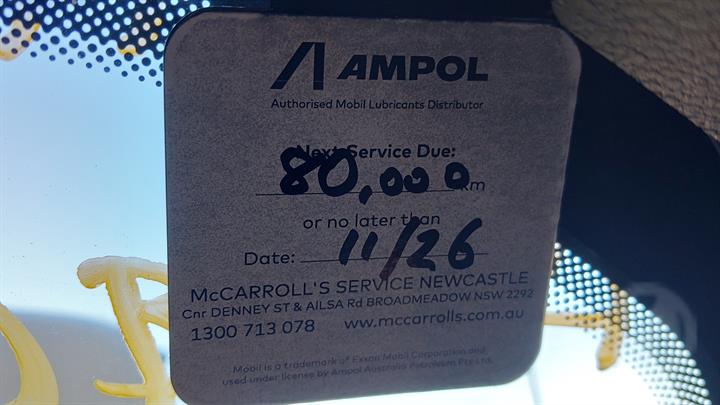 AMPOL
Authorised Mobil Lubricants Distributor
Next Service Due:
80,000 km
or no later than
Date: 11/26
McCARROLL'S SERVICE NEWCASTLE
Cnr DENNEY ST & AILSA Rd BROADMEADOW NSW 2292
1300 713 078 www.mccarrolls.com.au
Mobil is a trademark of Exxon Mobil Corporation and
used under license by Ampol Australia Petroleum Pty Ltd.